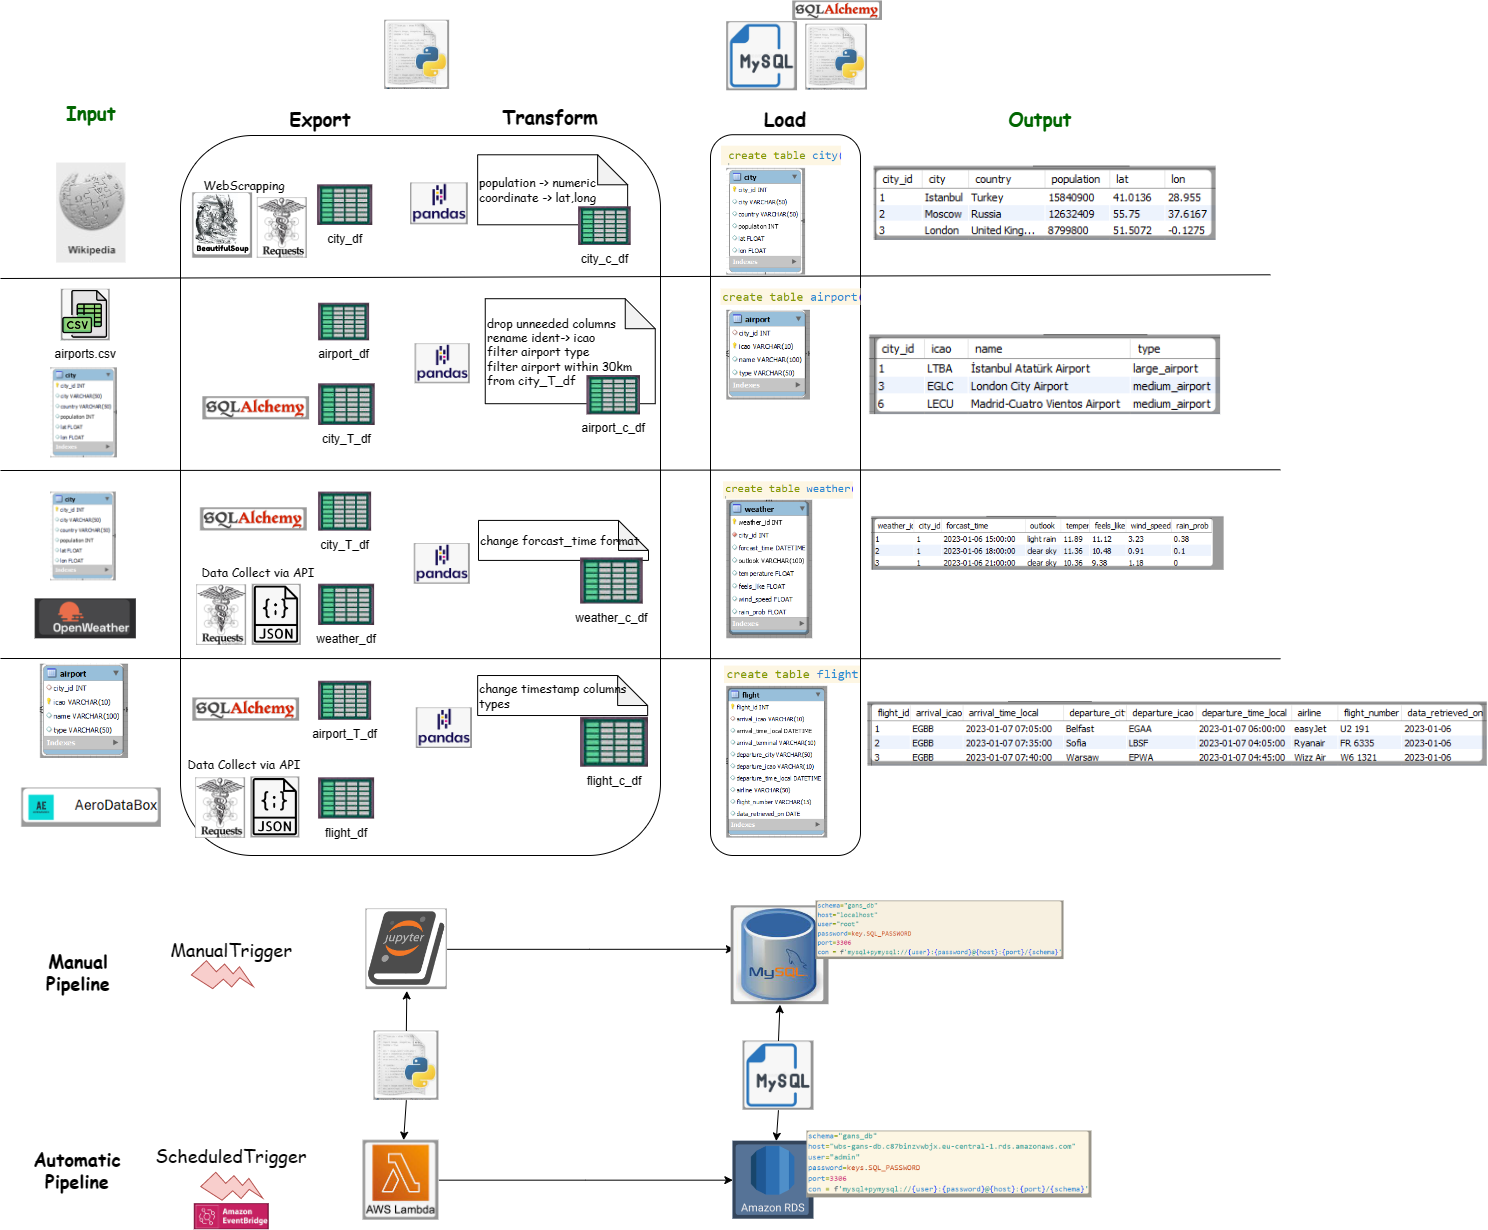 SQLAlchemy
MySQL
Input
Export
Transform
Load
Output
Wikipedia
WebScrapping
BeautifulSoup
Requests
city_df
pandas
population -> numeric
coordinate -> lat,long
city_c_df
create table city(
city
city_id INT
city VARCHAR(50)
country VARCHAR(50)
population INT
lat FLOAT
lon FLOAT
Indexes
city_id city country population lat lon
1 Istanbul Turkey 15840900 41.0136 28.955
2 Moscow Russia 12632409 55.75 37.6167
3 London United King... 8799800 51.5072 -0.1275
CSV
airports.csv
city
city_id INT
city VARCHAR(50)
country VARCHAR(50)
population INT
lat FLOAT
lon FLOAT
Indexes
airport_df
SQLAlchemy
city_T_df
pandas
drop unneeded columns
rename ident-> icao
filter airport type
filter airport within 30km
from city_T_df
airport_c_df
create table airport(
airport
city_id INT
icao VARCHAR(10)
name VARCHAR(100)
type VARCHAR(50)
Indexes
city_id icao name type
1 LTBA İstanbul Atatürk Airport large_airport
3 EGLC London City Airport medium_airport
6 LECU Madrid-Cuatro Vientos Airport medium_airport
city
city_id INT
city VARCHAR(50)
country VARCHAR(50)
population INT
lat FLOAT
lon FLOAT
Indexes
OpenWeather
SQLAlchemy
city_T_df
Data Collect via API
Requests
{;}
JSON
weather_df
pandas
change forcast_time format
weather_c_df
create table weather(
weather
weather_id INT
city_id INT
forcast_time DATETIME
outlook VARCHAR(100)
temperature FLOAT
feels_like FLOAT
wind_speed FLOAT
rain_prob FLOAT
Indexes
weather_i city_id forcast_time outlook temper feels_like wind_speed rain_prob
1 1 2023-01-06 15:00:00 light rain 11.89 11.12 3.23 0.38
2 1 2023-01-06 18:00:00 clear sky 11.36 10.48 0.91 0.1
3 1 2023-01-06 21:00:00 clear sky 10.36 9.38 1.18 0
airport
city_id INT
icao VARCHAR(10)
name VARCHAR(100)
type VARCHAR(50)
Indexes
AE AeroDataBox
SQLAlchemy
airport_T_df
Data Collect via API
Requests
{;}
JSON
flight_df
pandas
change timestamp columns
types
flight_c_df
create table flight
flight
flight_id INT
arrival_icao VARCHAR(10)
arrival_time_local DATETIME
arrival_terminal VARCHAR(10)
departure_city VARCHAR(50)
departure_icao VARCHAR(10)
departure_time_local DATETIME
airline VARCHAR(50)
flight_number VARCHAR(15)
data_retrieved_on DATE
Indexes
flight_id arrival_icao arrival_time_local departure_cit departure_icao departure_time_local airline flight_number data_retrieved_on
1 EGBB 2023-01-07 07:05:00 Belfast EGAA 2023-01-07 06:00:00 easyJet U2 191 2023-01-06
2 EGBB 2023-01-07 07:35:00 Sofia LBSF 2023-01-07 04:05:00 Ryanair FR 6335 2023-01-06
3 EGBB 2023-01-07 07:40:00 Warsaw EPWA 2023-01-07 04:45:00 Wizz Air W6 1321 2023-01-06
Manual
Pipeline
ManualTrigger
jupyter
MySQL
schema="gans_db"
host="localhost"
user="root"
password=key.SQL_PASSWORD
port=3306
con = f'mysql+pymysql://{user}:{password}@{host}:{port}/{schema}'
MySQL
Automatic
Pipeline
ScheduledTrigger
Amazon
EventBridge
AWS Lambda
Amazon RDS
schema="gans_db"
host="wbs-gans-db.c87binzvwbjx.eu-central-1.rds.amazonaws.com"
user="admin"
password=keys.SQL_PASSWORD
port=3306
con = f'mysql+pymysql://{user}:{password}@{host}:{port}/{schema}'